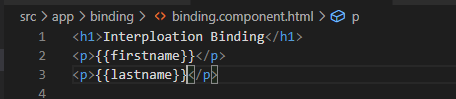 src > app > binding > binding.component.html > p
1 <h1>Interploation Binding</h1>
2 <p>{{firstname}}</p>
3 <p>{{lastname}}</p>
4